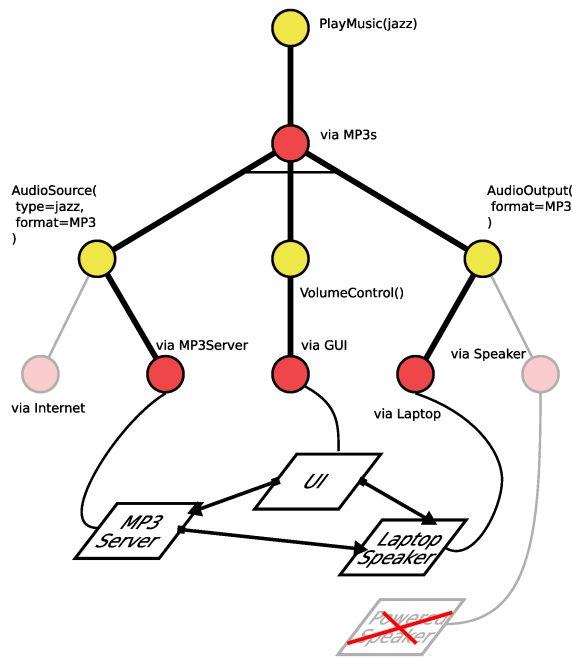 PlayMusic(jazz)
via MP3s
AudioSource(
type=jazz,
format=MP3
)
AudioOutput(
format=MP3
)
VolumeControl()
via MP3Server
via GUI
via Speaker
via Internet
via Laptop
UI
MP3
Server
Laptop
Speaker
Powered
Speaker